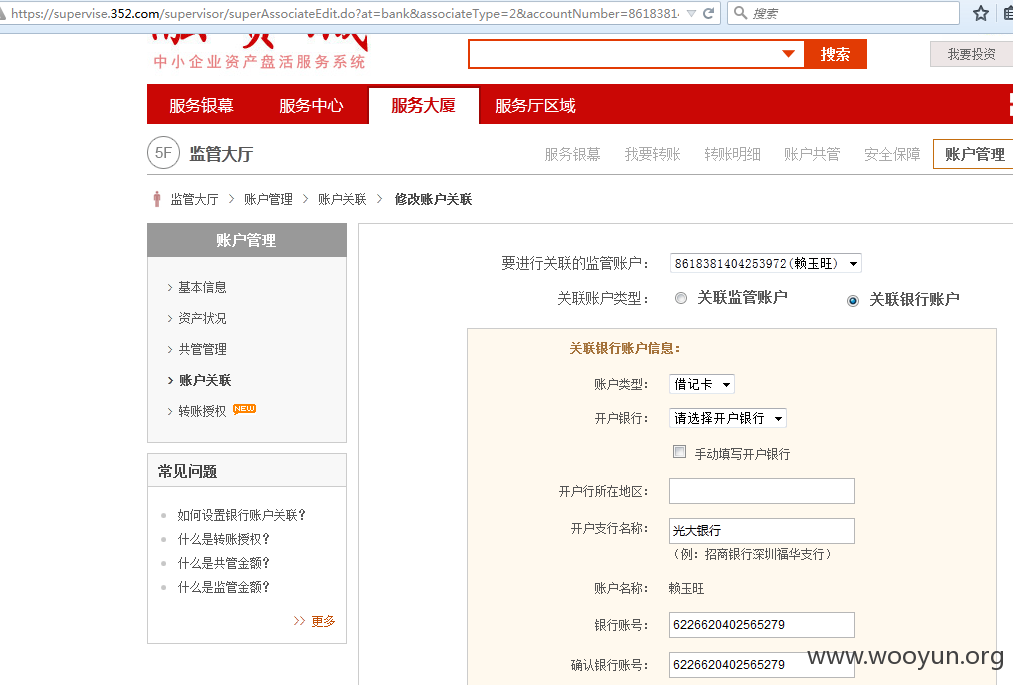 https://supervise.352.com/supervisor/superAssociateEdit.do?at=bank&associateType=2&accountNumber=8618381
搜索
中小企业资产盘活服务系统
搜索
我要投资
服务银幕 服务中心 服务大厦 服务厅区域
5F 监管大厅
服务银幕 我要转账 转账明细 账户共管 安全保障 账户管理
监管大厅 > 账户管理 > 账户关联 > 修改账户关联
账户管理
> 基本信息
> 资产状况
> 共管管理
> 账户关联
> 转账授权 NEW
常见问题
如何设置银行账户关联?
什么是转账授权?
什么是共管金额?
什么是监管金额?
>> 更多
要进行关联的监管账户: 8618381404253972(赖玉旺)
关联账户类型: 关联监管账户 关联银行账户
关联银行账户信息:
账户类型: 借记卡
开户银行: 请选择开户银行
手动填写开户银行
开户行所在地区:
开户支行名称: 光大银行
(例: 招商银行深圳福华支行)
账户名称: 赖玉旺
银行账号: 6226620402565279
确认银行账号: 6226620402565279
www.wooyun.org